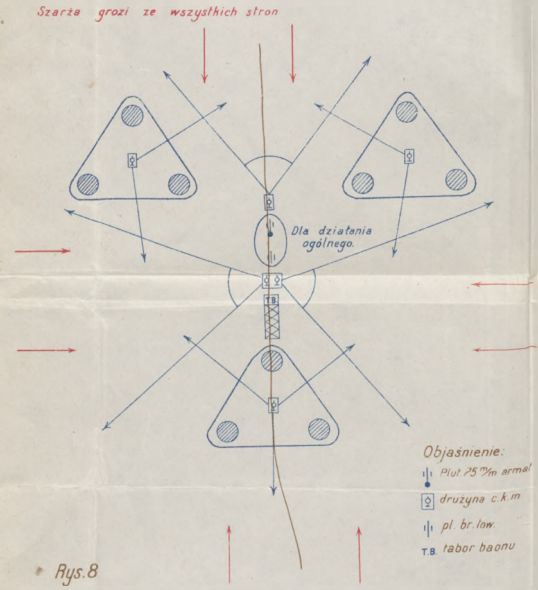 Szarża grozi ze wszystkich stron
Dla działania
ogólnego.
T.B.
Objaśnienie:
Plut. 75 m/m armat
drużyna c.k.m
pl. br. tow.
T.B. tabor baonu
Rys. 8